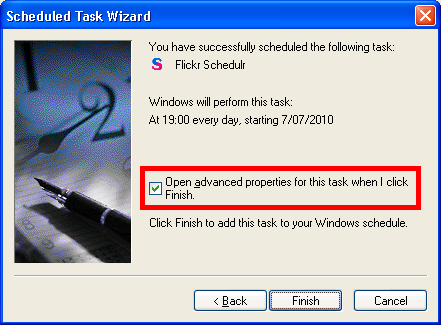 Scheduled Task Wizard
You have successfully scheduled the following task:
Flickr Schedulr
Windows will perform this task:
At 19:00 every day, starting 7/07/2010
Open advanced properties for this task when I click
Finish.
Click Finish to add this task to your Windows schedule.
< Back
Finish
Cancel